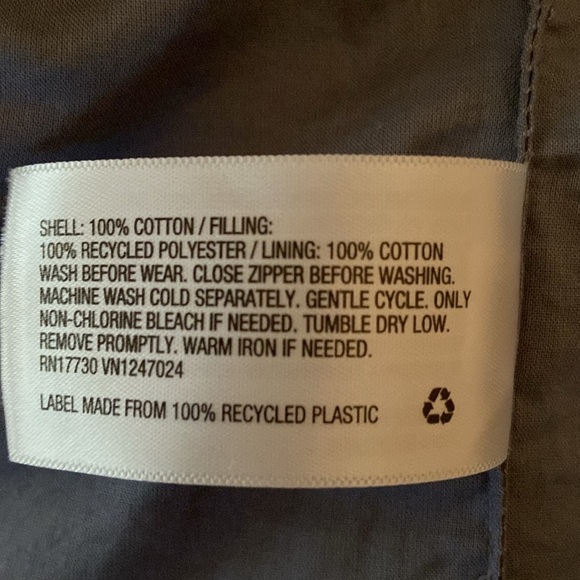 SHELL: 100% COTTON / FILLING:
100% RECYCLED POLYESTER / LINING: 100% COTTON
WASH BEFORE WEAR. CLOSE ZIPPER BEFORE WASHING.
MACHINE WASH COLD SEPARATELY. GENTLE CYCLE. ONLY
NON-CHLORINE BLEACH IF NEEDED. TUMBLE DRY LOW.
REMOVE PROMPTLY. WARM IRON IF NEEDED.
RN17730 VN1247024
LABEL MADE FROM 100% RECYCLED PLASTIC